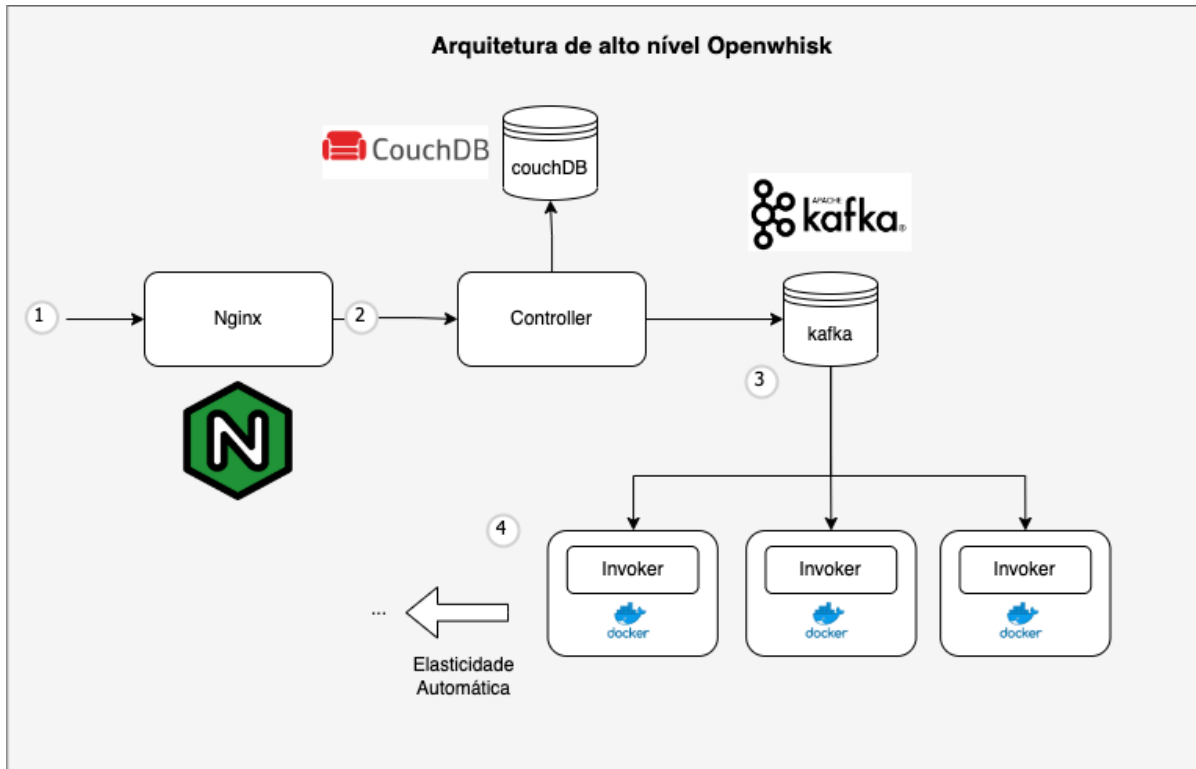 Arquitetura de alto nível Openwhisk
CouchDB
couchDB
APACHE
kafka®
1
Nginx
2
Controller
kafka
3
N
4
Invoker
Invoker
Invoker
docker
docker
docker
...
Elasticidade
Automática